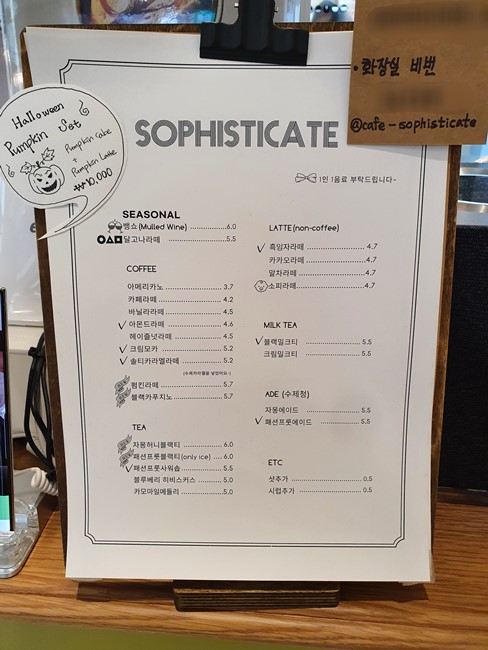 Halloween
Pumpkin Set
Pumpkin Cake
+
Pumpkin Latte
₩10,000
• 화장실 비번
@cafe-sophisticate
SOPHISTICATE
1인 1음료 부탁드립니다~
SEASONAL
뱅쇼(Mulled Wine) 6.0
달고나라떼 5.5
COFFEE
아메리카노 3.7
카페라떼 4.2
바닐라라떼 4.5
아몬드라떼 4.6
헤이즐넛라떼 4.5
크림모카 5.2
솔티카라멜라떼 5.2
(수제카라멜을 넣었어요~)
펌킨라떼 5.7
블랙카푸치노 5.7
TEA
자몽허니블랙티 6.0
패션프룻블랙티(only ice) 6.0
패션프룻사워숍 5.5
블루베리 히비스커스 5.0
카모마일메들리 5.0
LATTE(non-coffee)
흑임자라떼 4.7
카카오라떼 4.7
말차라떼 4.7
소피라떼 4.7
MILK TEA
블랙밀크티 5.5
크림밀크티 5.5
ADE (수제청)
자몽에이드 5.5
패션프룻에이드 5.5
ETC
샷추가 0.5
시럽추가 0.5